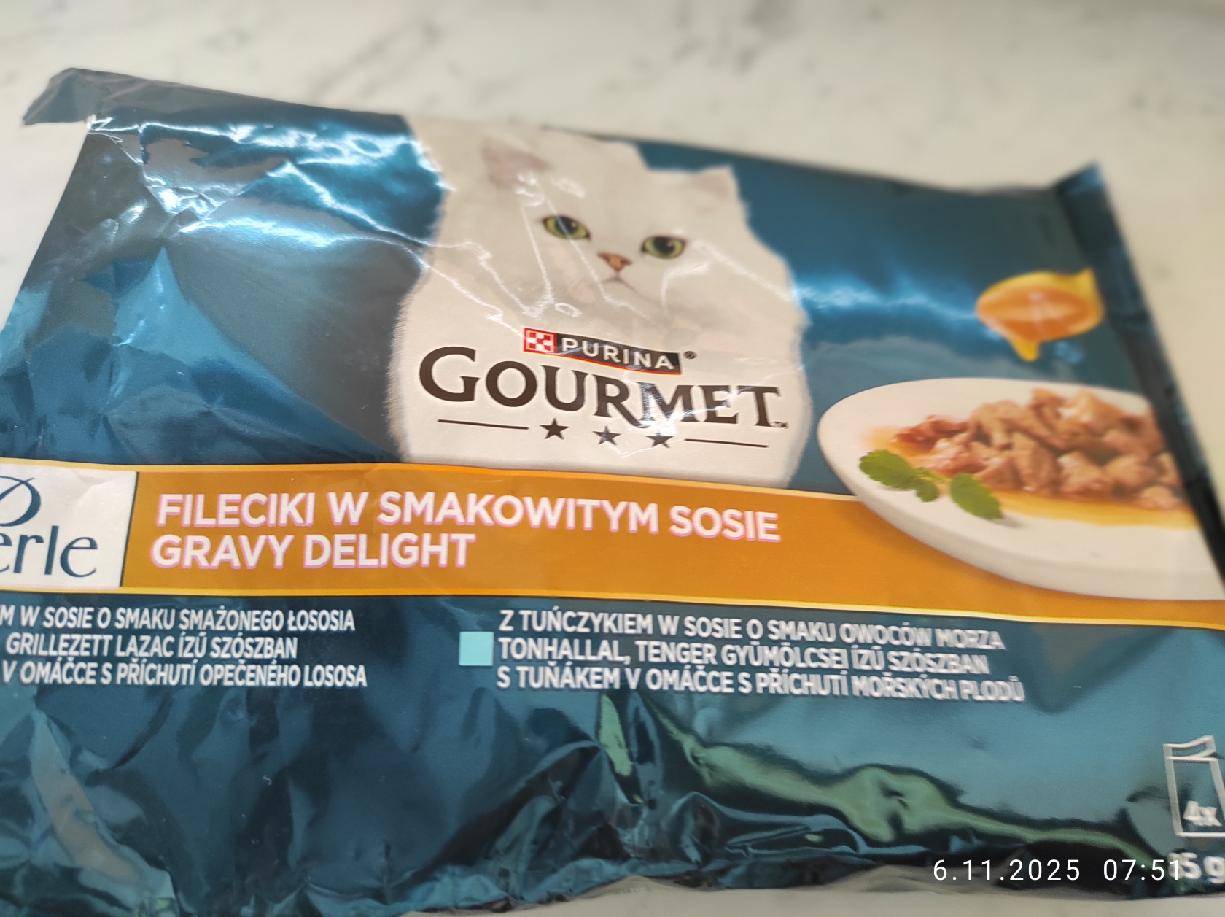 PURINA®
GOURMET™
erle
FILECIKI W SMAKOWITYM SOSIE
GRAVY DELIGHT
M W SOSIE O SMAKU SMAŻONEGO ŁOSOSIA
GRILLEZETT LAZAC ÍZŰ SZÓSZBAN
V OMÁČCE S PŘÍCHUTÍ OPEČENÉHO LOSOSA
Z TUŃCZYKIEM W SOSIE O SMAKU OWOCÓW MORZA
TONHALLAL, TENGER GYÜMÖLCSEI ÍZŰ SZÓSZBAN
S TUŇÁKEM V OMÁČCE S PŘÍCHUTÍ MOŘSKÝCH PLODŮ
4x
5 g
6.11.2025 07:51